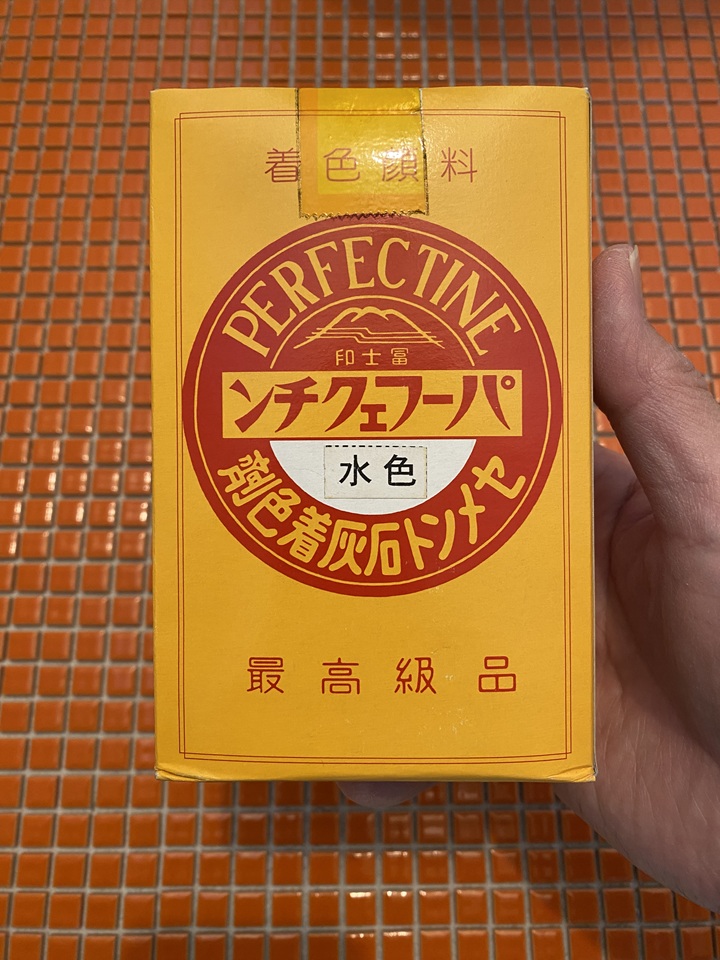 着色顔料
PERFECTINE
冨士印
パーフェクチン
水色
セメント石灰着色剤
最高級品